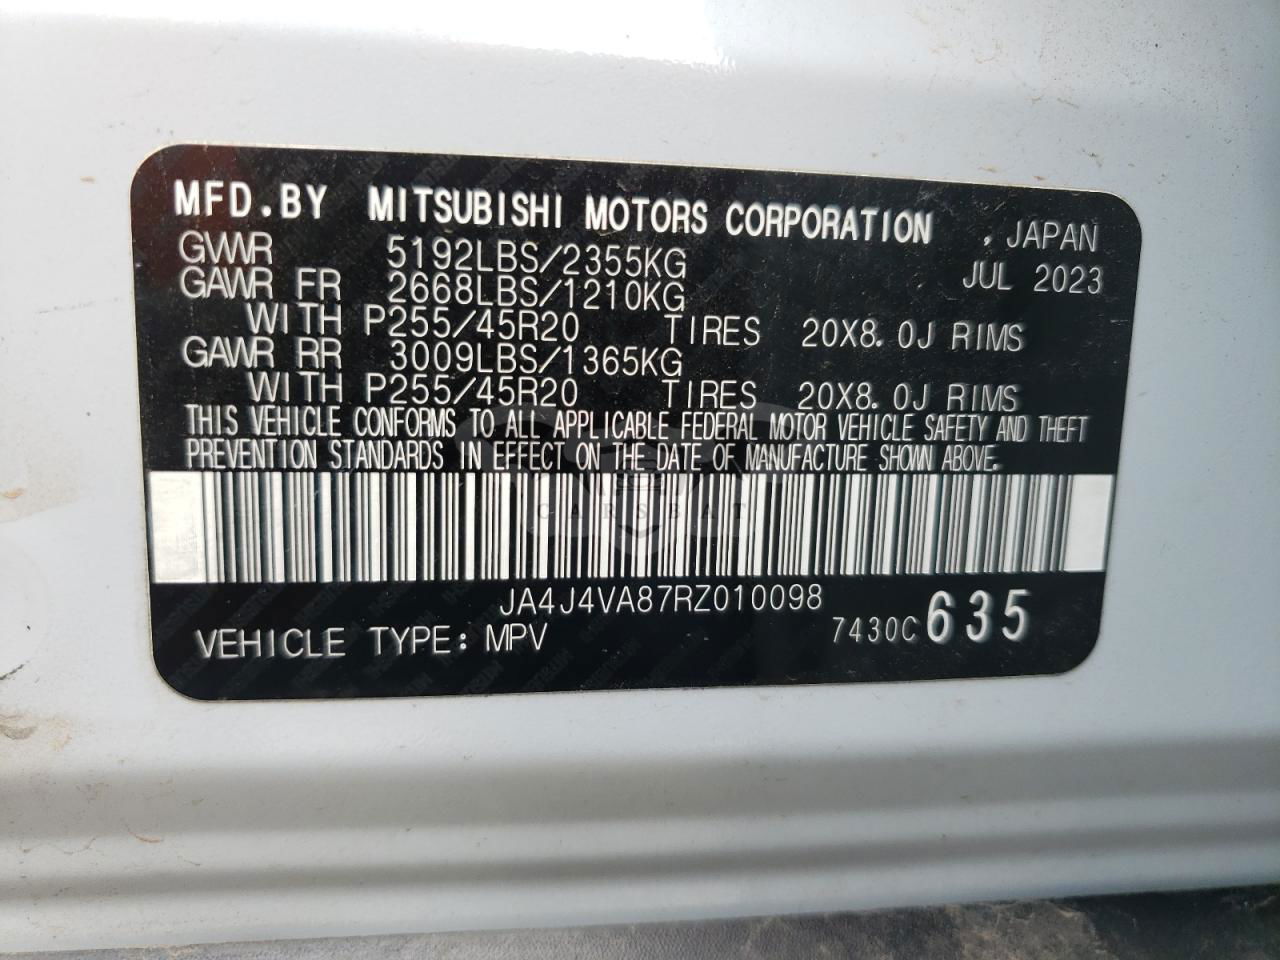 MFD.BY MITSUBISHI MOTORS CORPORATION , JAPAN
GVWR 5192LBS/2355KG JUL 2023
GAWR FR 2668LBS/1210KG
WITH P255/45R20 TIRES 20X8.0J RIMS
GAWR RR 3009LBS/1365KG
WITH P255/45R20 TIRES 20X8.0J RIMS
THIS VEHICLE CONFORMS TO ALL APPLICABLE FEDERAL MOTOR VEHICLE SAFETY AND THEFT
PREVENTION STANDARDS IN EFFECT ON THE DATE OF MANUFACTURE SHOWN ABOVE.
CARSBAT
JA4J4VA87RZ010098
VEHICLE TYPE: MPV 7430C 635